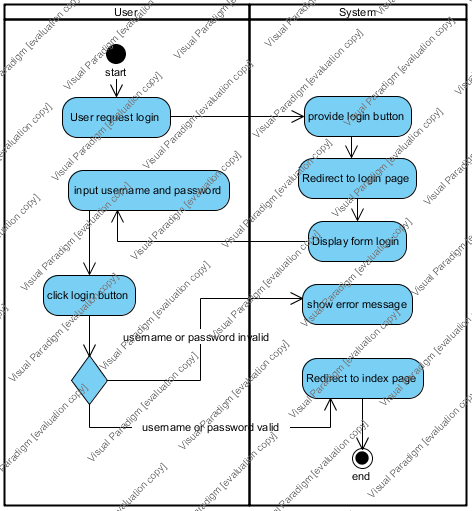 User
System
start
User request login
provide login button
Redirect to login page
input username and password
Display form login
click login button
show error message
username or password invalid
Redirect to index page
username or password valid
end
Visual Paradigm [evaluation copy]